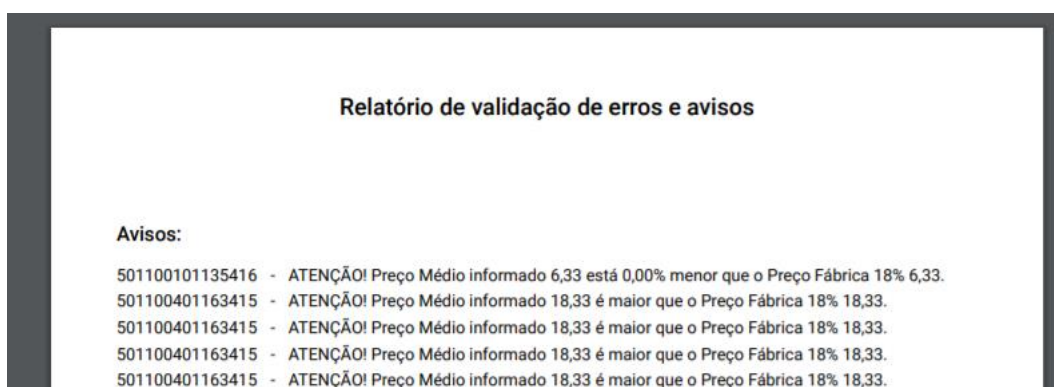 Relatório de validação de erros e avisos
Avisos:
501100101135416 - ATENÇÃO! Preço Médio informado 6,33 está 0,00% menor que o Preço Fábrica 18% 6,33.
501100401163415 - ATENÇÃO! Preço Médio informado 18,33 é maior que o Preço Fábrica 18% 18,33.
501100401163415 - ATENÇÃO! Preço Médio informado 18,33 é maior que o Preço Fábrica 18% 18,33.
501100401163415 - ATENÇÃO! Preço Médio informado 18,33 é maior que o Preço Fábrica 18% 18,33.
501100401163415 - ATENÇÃO! Preço Médio informado 18,33 é maior que o Preço Fábrica 18% 18,33.